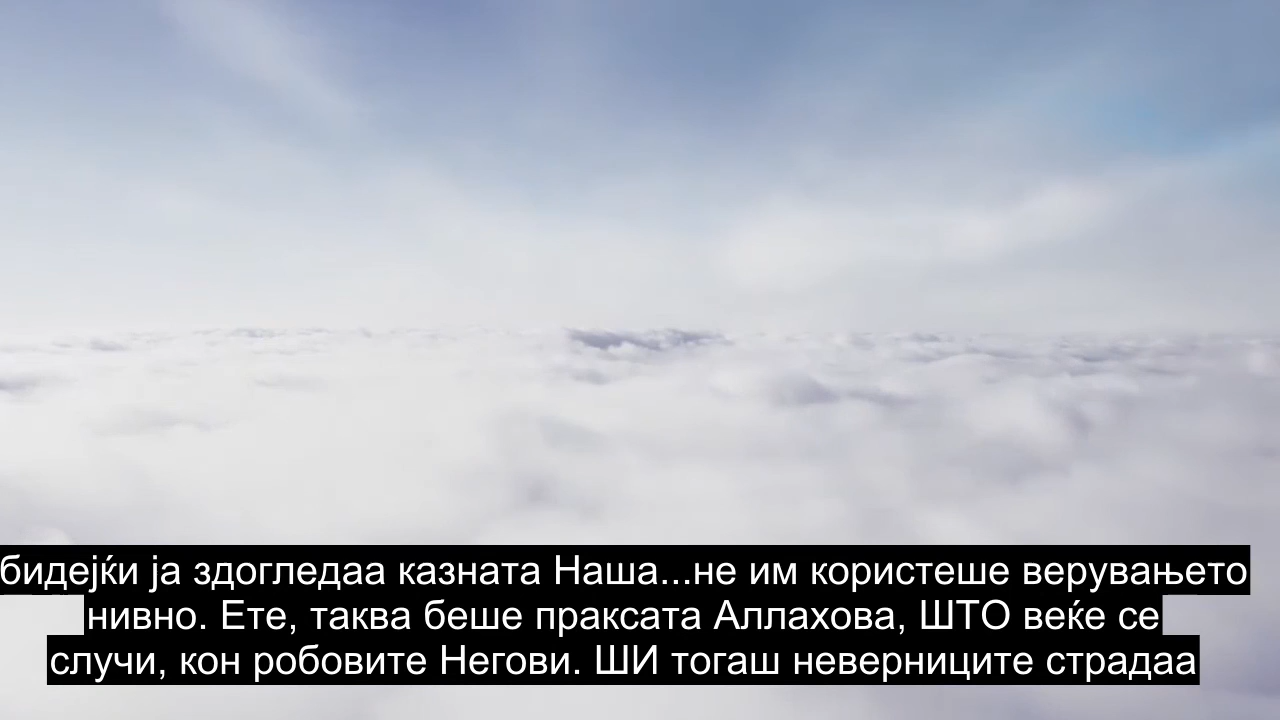 бидејќи ја здогледаа казната Наша...не им користеше верувањето
нивно. Ете, таква беше праксата Аллахова, ШТО веќе се
случи, кон робовите Негови. ШИ тогаш неверниците страдаа